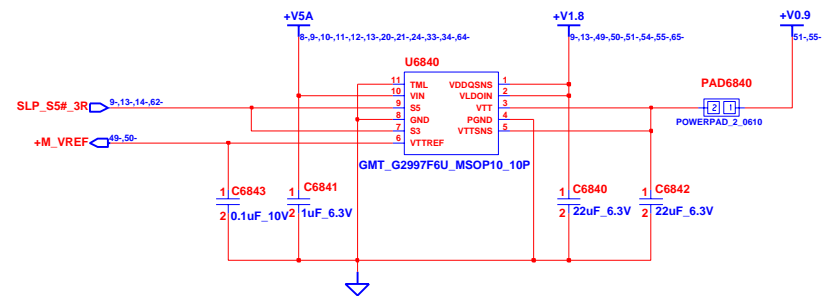 +V5A
8-,9-,10-,11-,12-,13-,20-,21-,24-,33-,34-,64-
+V1.8
9-,13-,49-,50-,51-,54-,55-,65-
+V0.9
51-,55-
U6840
11 TML VDDQSNS 1
10 VIN VLDOIN 2
9 S5 VTT 3
8 GND PGND 4
7 S3 VTTSNS 5
6 VTTREF
GMT_G2997F6U_MSOP10_10P
SLP_S5#_3R 9-,13-,14-,62-
+M_VREF 49-,50-
PAD6840
2 1
POWERPAD_2_0610
1 C6843
2 0.1uF_10V
1 C6841
2 1uF_6.3V
1 C6840
2 22uF_6.3V
1 C6842
2 22uF_6.3V